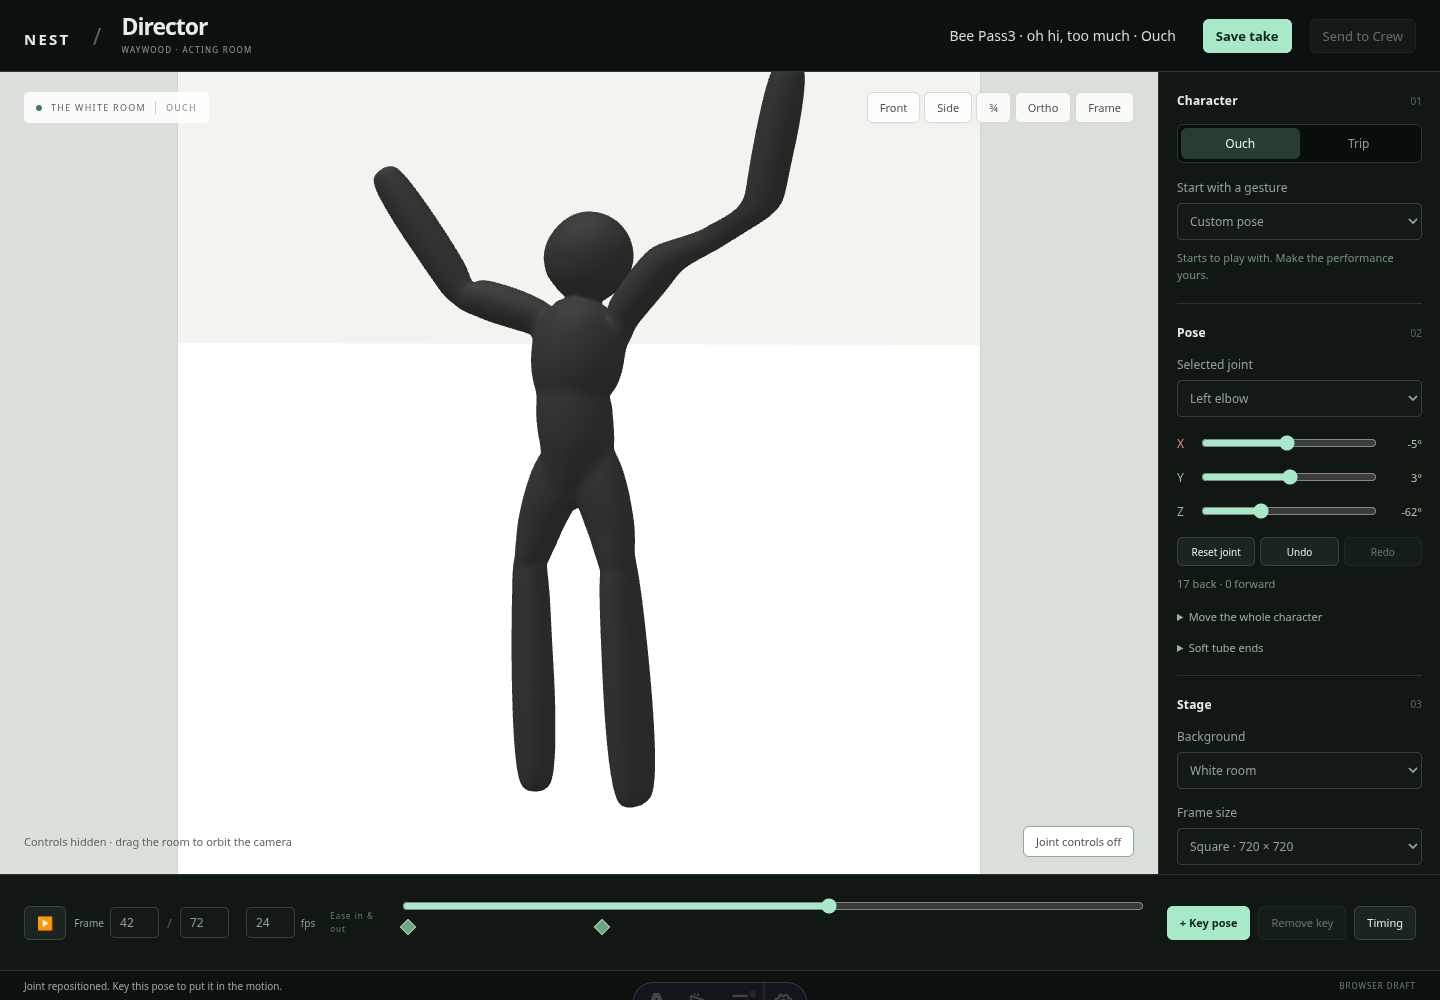 NEST / Director
WAYWOOD · ACTING ROOM
Bee Pass3 · oh hi, too much · Ouch
Save take
Send to Crew
THE WHITE ROOM | OUCH
Front
Side
¾
Ortho
Frame
Controls hidden · drag the room to orbit the camera
Joint controls off
Character 01
Ouch
Trip
Start with a gesture
Custom pose
Starts to play with. Make the performance
yours.
Pose 02
Selected joint
Left elbow
X -5°
Y 3°
Z -62°
Reset joint
Undo
Redo
17 back · 0 forward
Move the whole character
Soft tube ends
Stage 03
Background
White room
Frame size
Square · 720 × 720
Frame 42 / 72 24 fps
Ease in &
out
+ Key pose
Remove key
Timing
Joint repositioned. Key this pose to put it in the motion.
BROWSER DRAFT